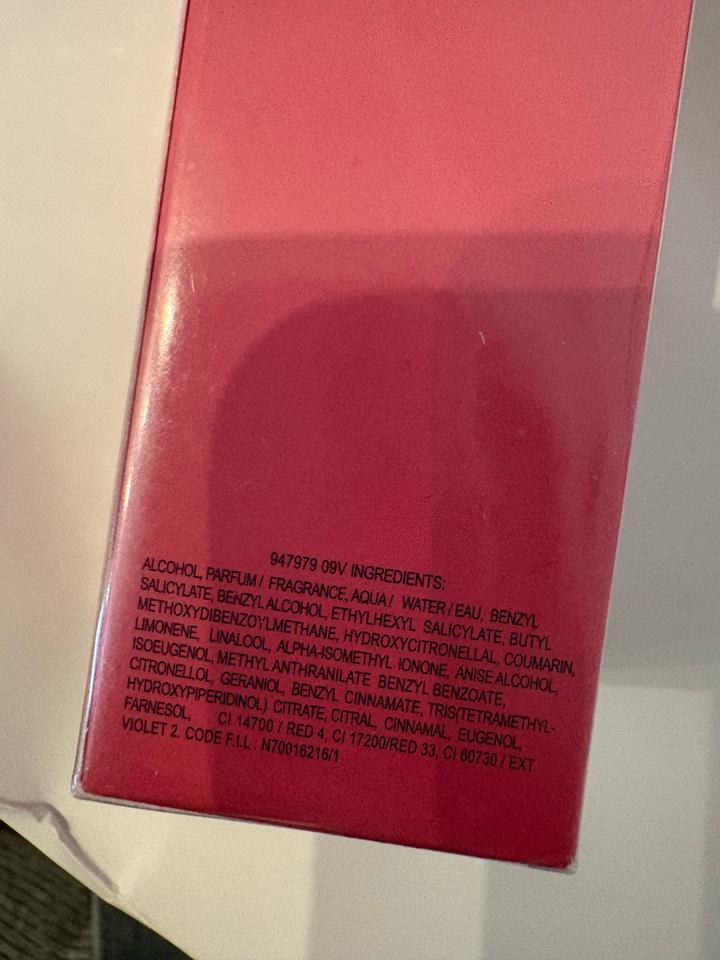 947979 09V INGREDIENTS:
ALCOHOL, PARFUM / FRAGRANCE, AQUA / WATER / EAU, BENZYL
SALICYLATE, BENZYL ALCOHOL, ETHYLHEXYL SALICYLATE, BUTYL
METHOXYDIBENZOYLMETHANE, HYDROXYCITRONELLAL, COUMARIN,
LIMONENE, LINALOOL, ALPHA-ISOMETHYL IONONE, ANISE ALCOHOL,
ISOEUGENOL, METHYL ANTHRANILATE BENZYL BENZOATE,
CITRONELLOL, GERANIOL, BENZYL CINNAMATE, TRIS(TETRAMETHYL-
HYDROXYPIPERIDINOL) CITRATE, CITRAL, CINNAMAL, EUGENOL,
FARNESOL, CI 14700 / RED 4, CI 17200/RED 33, CI 60730 / EXT
VIOLET 2. CODE F.I.L : N70016216/1